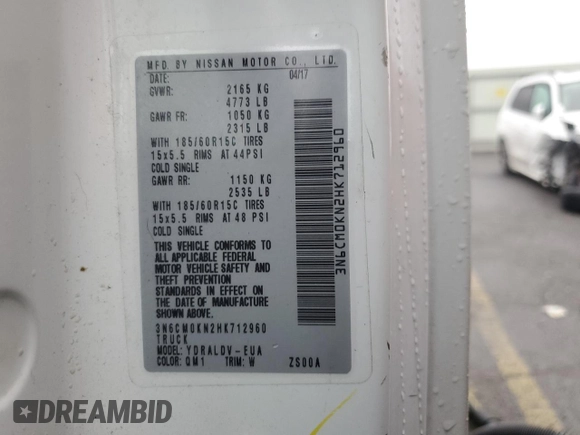 MFD BY NISSAN MOTOR CO., LTD.
DATE: 04/17
GVWR: 2165 KG
4773 LB
GAWR FR: 1050 KG
2315 LB
WITH 185/60R15C TIRES
15x5.5 RIMS AT 44PSI
COLD SINGLE
GAWR RR: 1150 KG
2535 LB
WITH 185/60R15C TIRES
15x5.5 RIMS AT 48 PSI
COLD SINGLE
THIS VEHICLE CONFORMS TO
ALL APPLICABLE FEDERAL
MOTOR VEHICLE SAFETY AND
THEFT PREVENTION
STANDARDS IN EFFECT ON
THE DATE OF MANUFACTURE
SHOWN ABOVE.
3N6CM0KN2HK712960
TRUCK
MODEL: YDRALDV-EUA
COLOR: QM1 TRIM: W ZS00A
3N6CM0KN2HK712960
DREAMBID